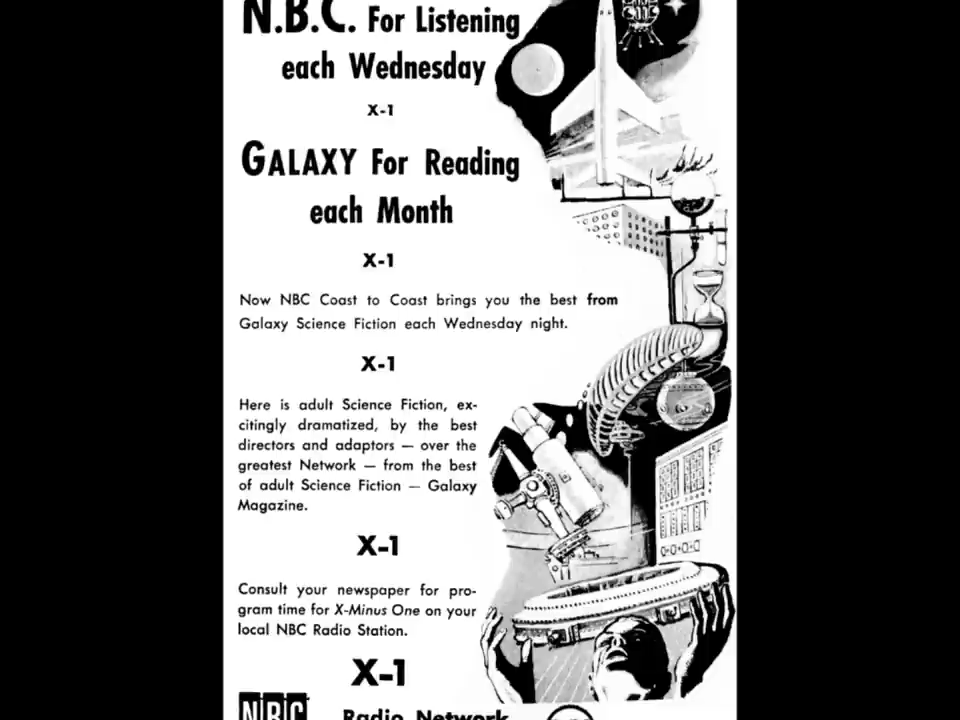 N.B.C. For Listening
each Wednesday
X-1
GALAXY For Reading
each Month
X-1
Now NBC Coast to Coast brings you the best from
Galaxy Science Fiction each Wednesday night.
X-1
Here is adult Science Fiction, ex-
citingly dramatized, by the best
directors and adaptors — over the
greatest Network — from the best
of adult Science Fiction — Galaxy
Magazine.
X-1
Consult your newspaper for pro-
gram time for X-Minus One on your
local NBC Radio Station.
X-1
NBC Radio Network